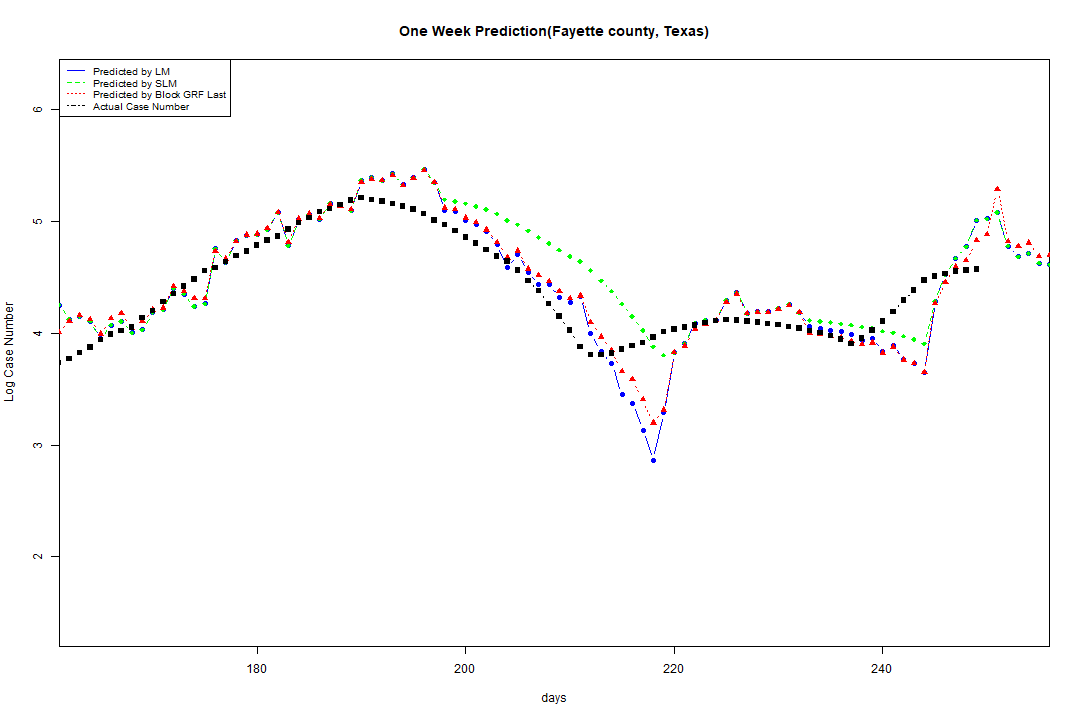 One Week Prediction(Fayette county, Texas)
Predicted by LM
Predicted by SLM
Predicted by Block GRF Last
Actual Case Number
6
5
4
3
2
Log Case Number
180 200 220 240
days